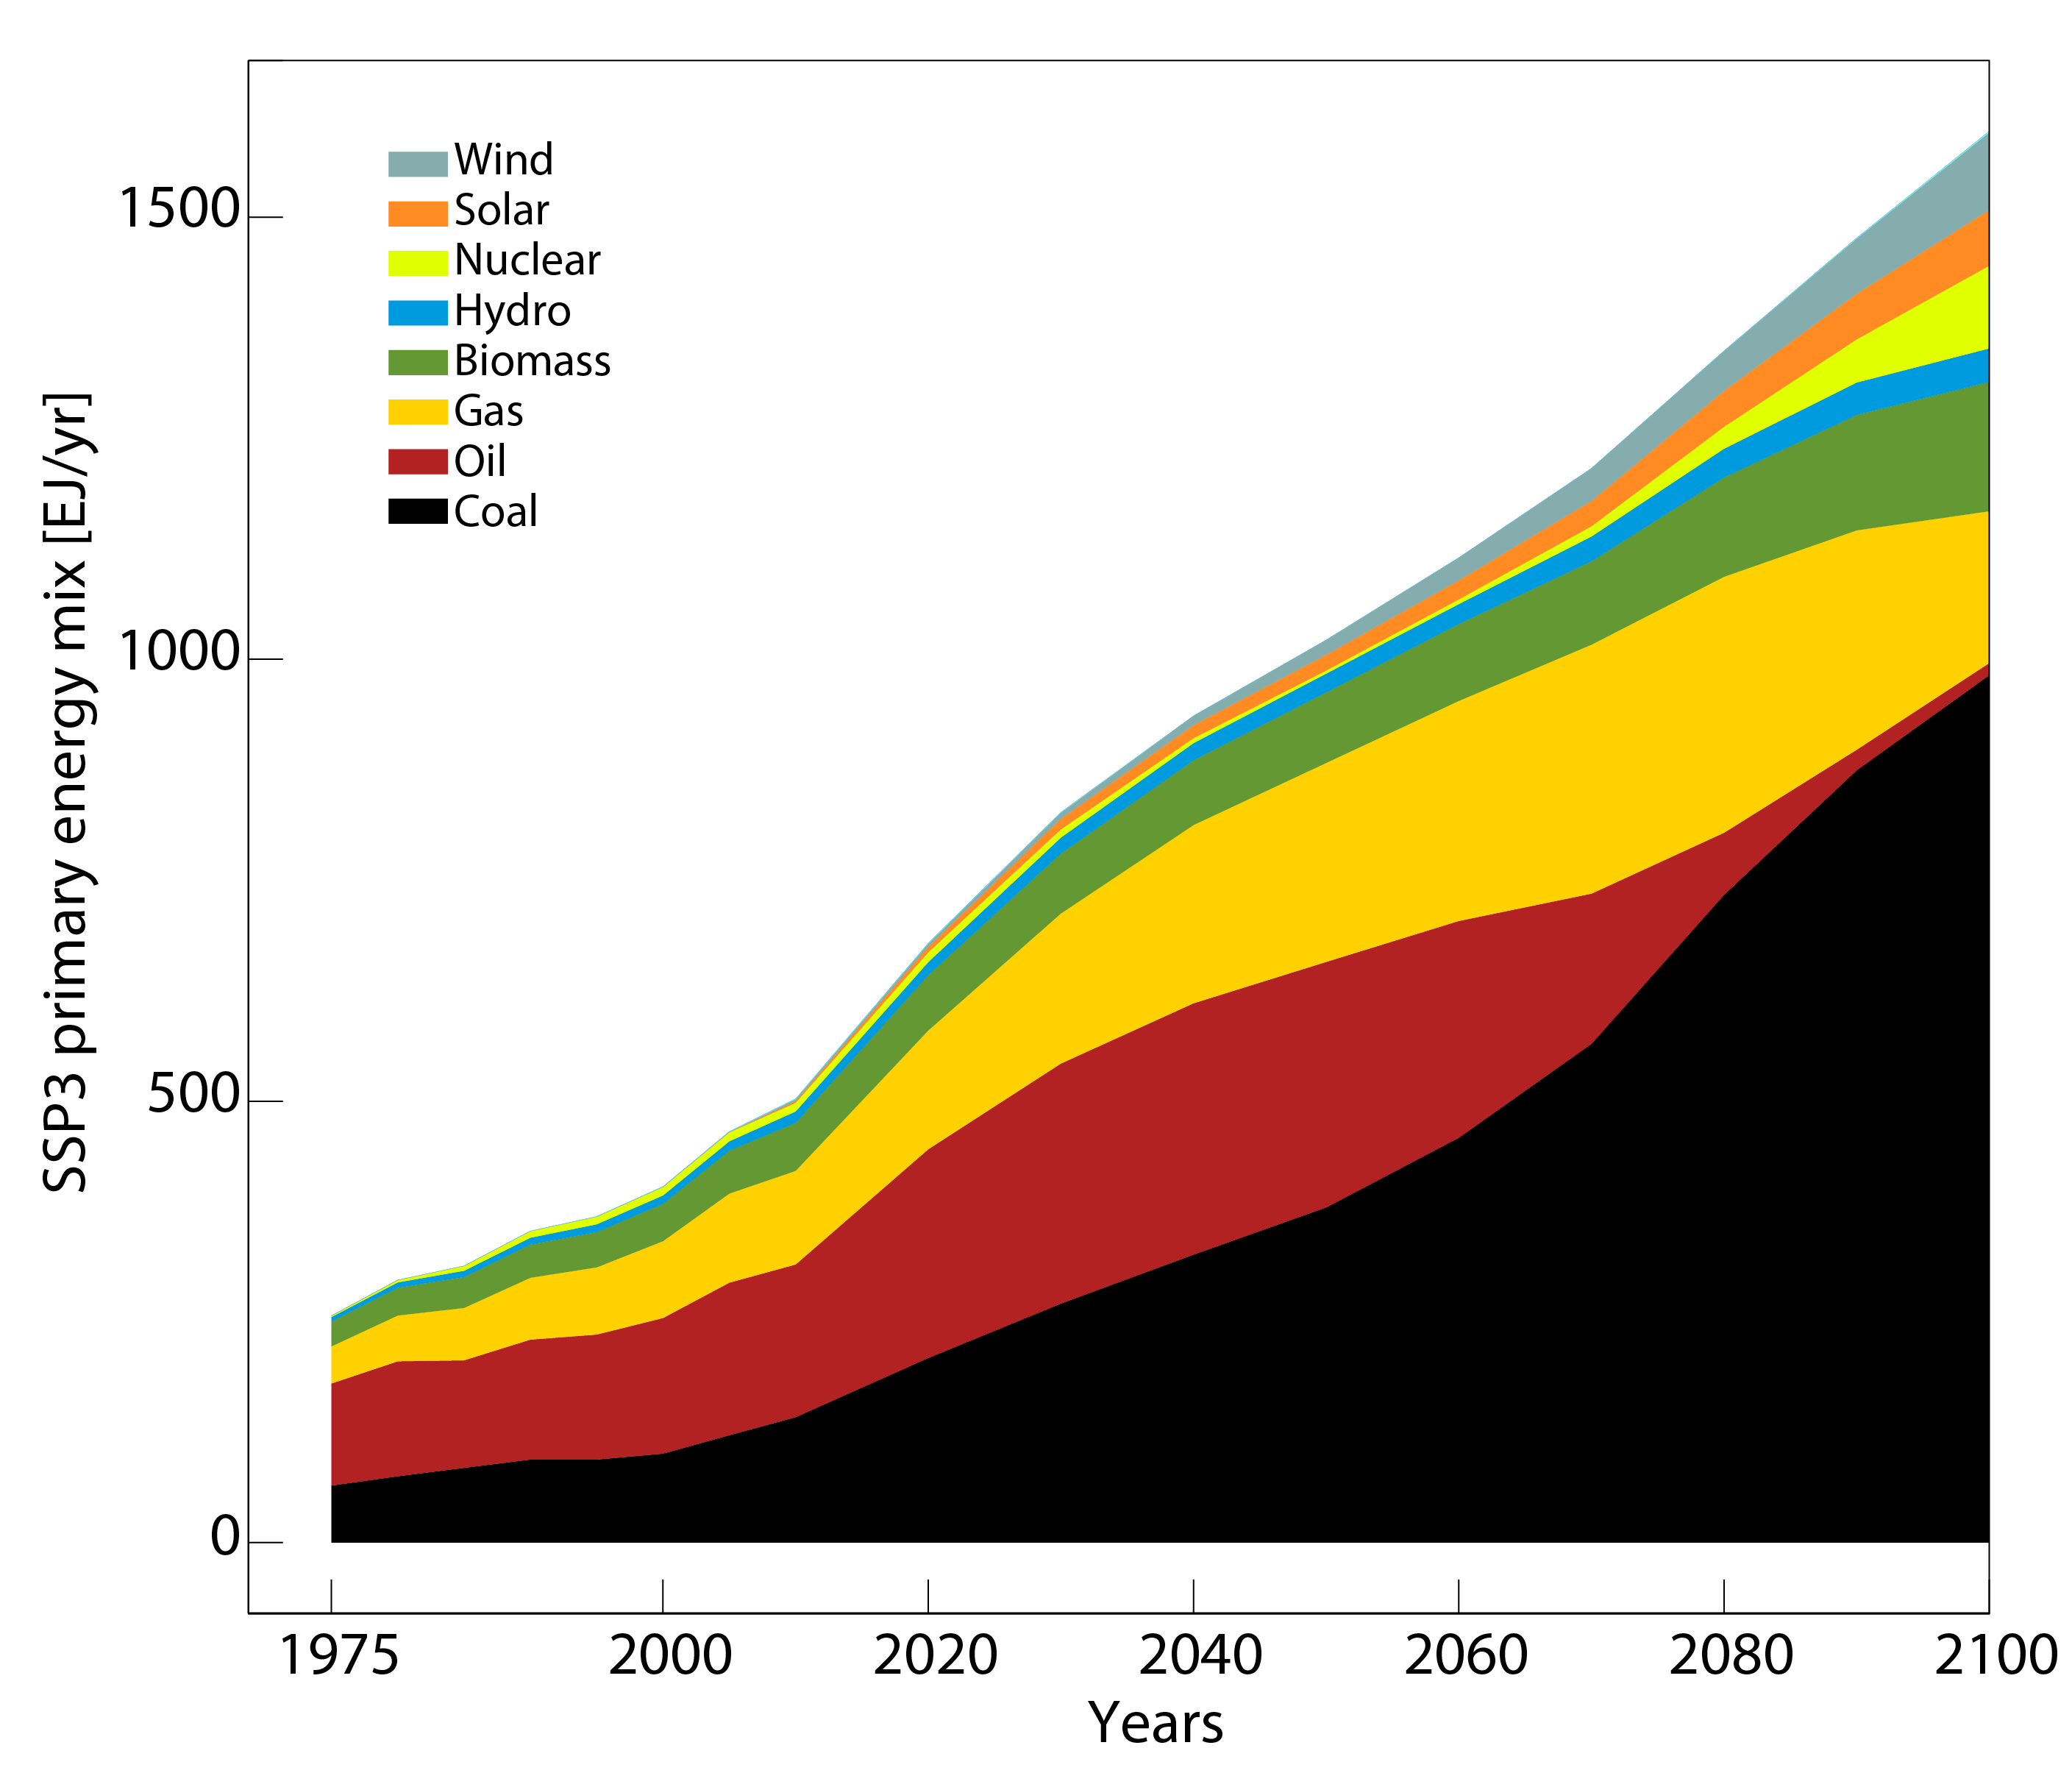 SSP3 primary energy mix [EJ/yr]
1500
1000
500
0
Wind
Solar
Nuclear
Hydro
Biomass
Gas
Oil
Coal
1975 2000 2020 2040 2060 2080 2100
Years